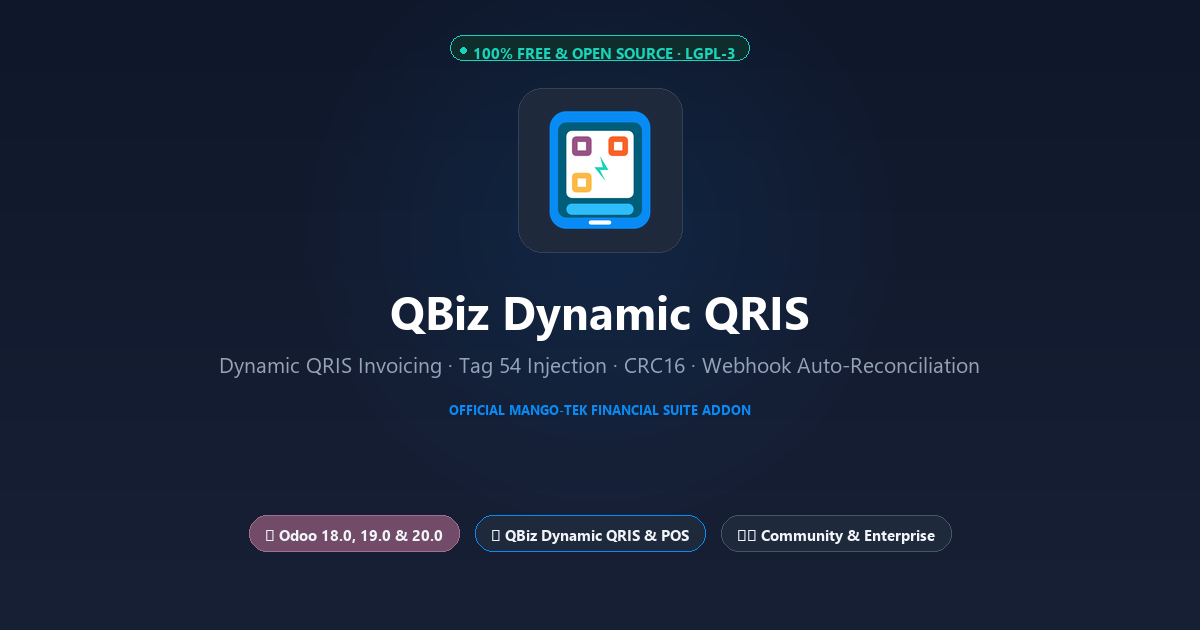 100% FREE & OPEN SOURCE · LGPL-3
QBiz Dynamic QRIS
Dynamic QRIS Invoicing · Tag 54 Injection · CRC16 · Webhook Auto-Reconciliation
OFFICIAL MANGO-TEK FINANCIAL SUITE ADDON
Odoo 18.0, 19.0 & 20.0
QBiz Dynamic QRIS & POS
Community & Enterprise